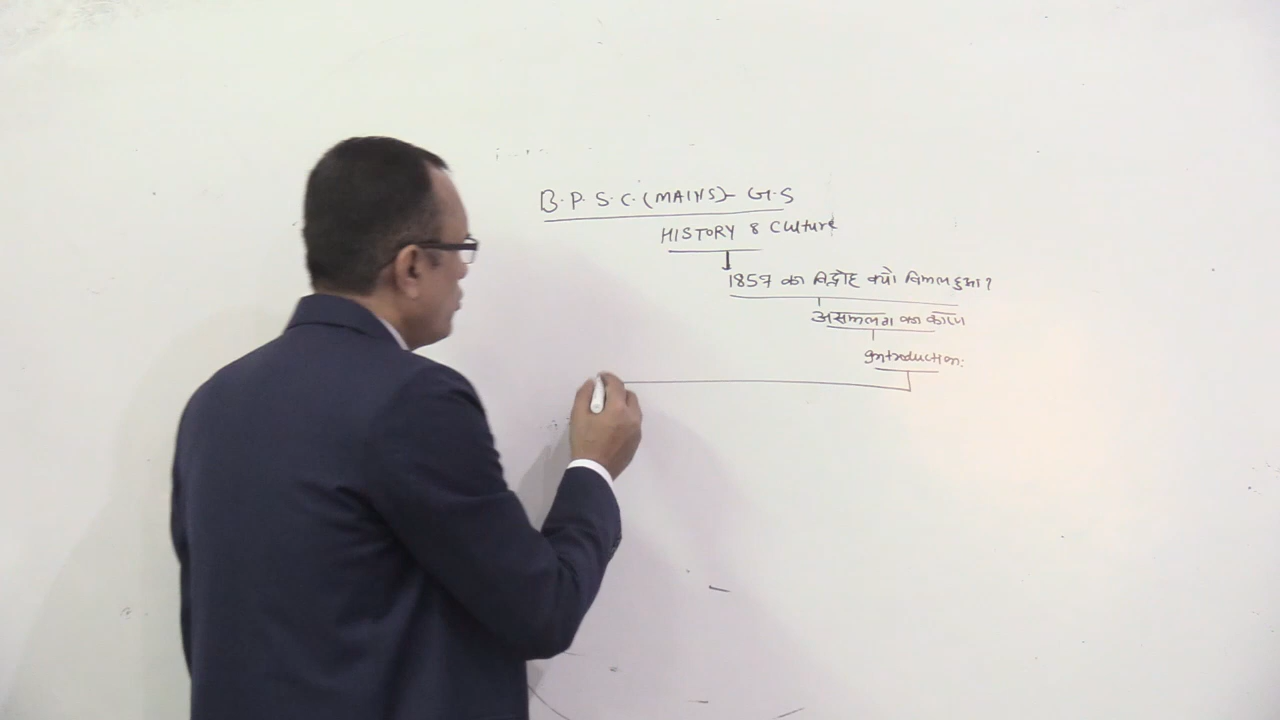 B.P.S.C.(MAINS)- G.S
HISTORY & Culture
1857 का विद्रोह क्यों विफल हुआ?
असफलता का कारण
Introduction: